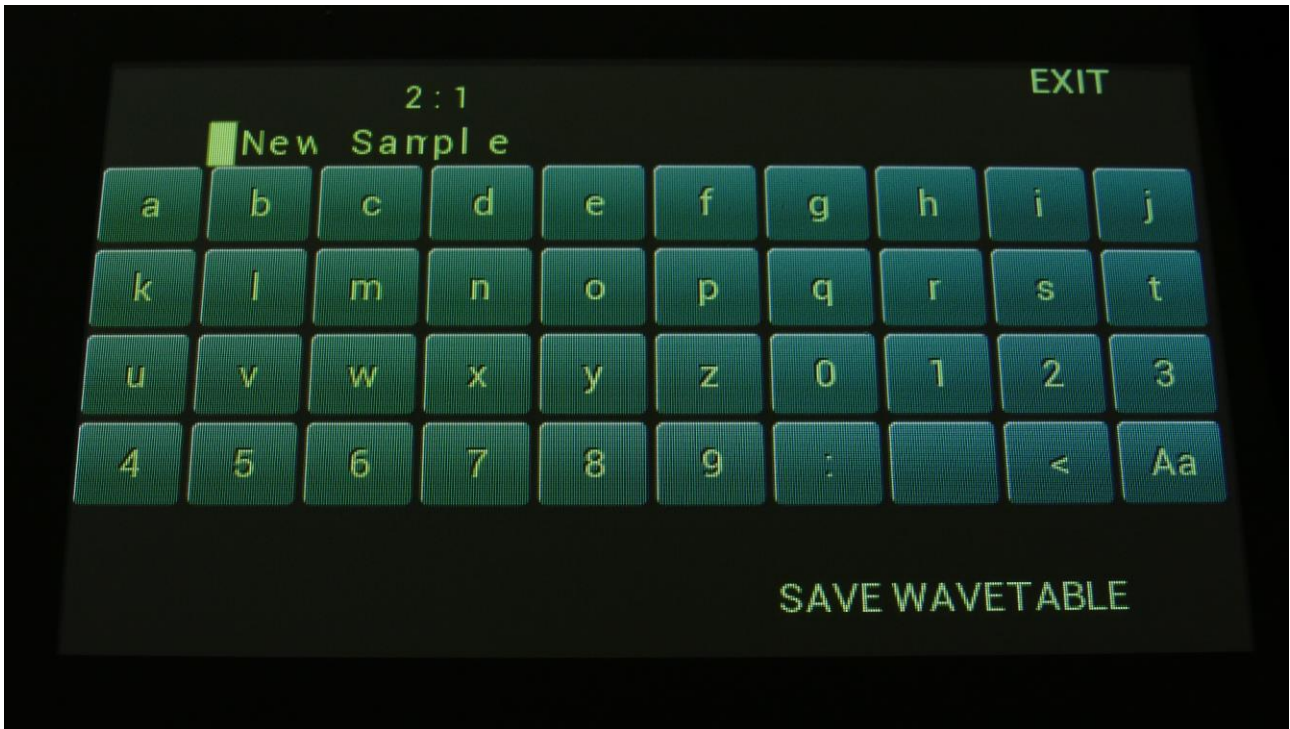 EXIT
2:1
New Sample
a b c d e f g h i j
k l m n o p q r s t
u v w x y z 0 1 2 3
4 5 6 7 8 9 : < Aa
SAVE WAVETABLE